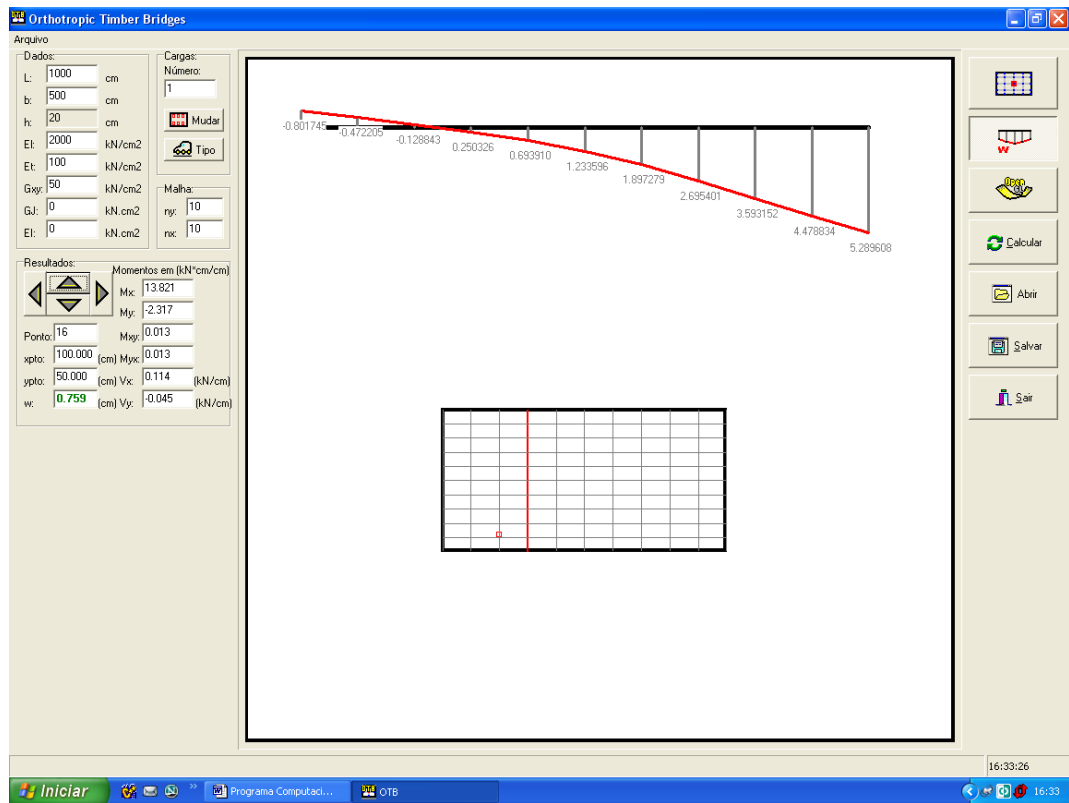 Orthotropic Timber Bridges
Arquivo
Dados:
L: 1000 cm
b: 500 cm
h: 20 cm
El: 2000 kN/cm2
Et: 100 kN/cm2
Gxy: 50 kN/cm2
GJ: 0 kN.cm2
EI: 0 kN.cm2
Cargas:
Número:
1
Mudar
Tipo
Malha:
ny: 10
nx: 10
Resultados:
Momentos em (kN*cm/cm)
Mx: 13.821
My: -2.317
Ponto: 16 Mxy: 0.013
xpto: 100.000 (cm) Myx: 0.013
ypto: 50.000 (cm) Vx: 0.114 (kN/cm)
w: 0.759 (cm) Vy: -0.045 (kN/cm)
-0.801745
-0.472205
-0.128843
0.250326
0.693910
1.233596
1.897279
2.695401
3.593152
4.478834
5.289608
w
Open
GL
Calcular
Abrir
Salvar
Sair
16:33:26
Iniciar
Programa Computaci...
OTB
16:33